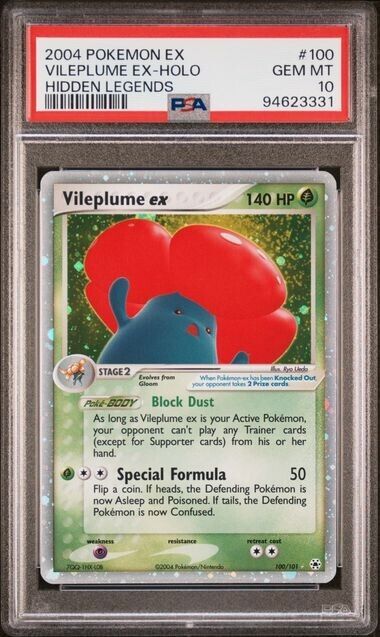 2004 POKEMON EX #100
VILEPLUME EX-HOLO GEM MT
HIDDEN LEGENDS 10
PSA 94623331
Vileplume ex 140 HP
Illus. Ryo Ueda
STAGE 2 Evolves from Gloom
When Pokémon-ex has been Knocked Out,
your opponent takes 2 Prize cards.
Poké-BODY Block Dust
As long as Vileplume ex is your Active Pokémon,
your opponent can't play any Trainer cards
(except for Supporter cards) from his or her
hand.
Special Formula 50
Flip a coin. If heads, the Defending Pokémon is
now Asleep and Poisoned. If tails, the Defending
Pokémon is now Confused.
weakness resistance retreat cost
©2004 Pokémon/Nintendo 100/101
PSA